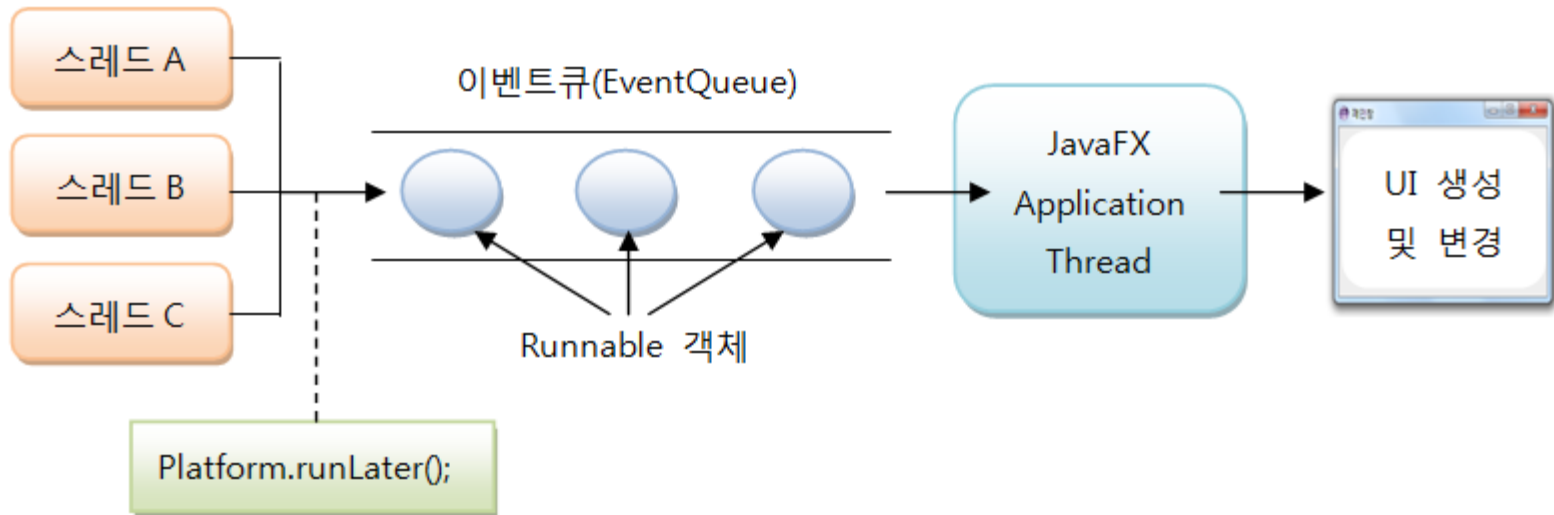 스레드 A
스레드 B
스레드 C
이벤트큐(EventQueue)
Runnable 객체
Platform.runLater();
JavaFX
Application
Thread
UI 생성
및 변경